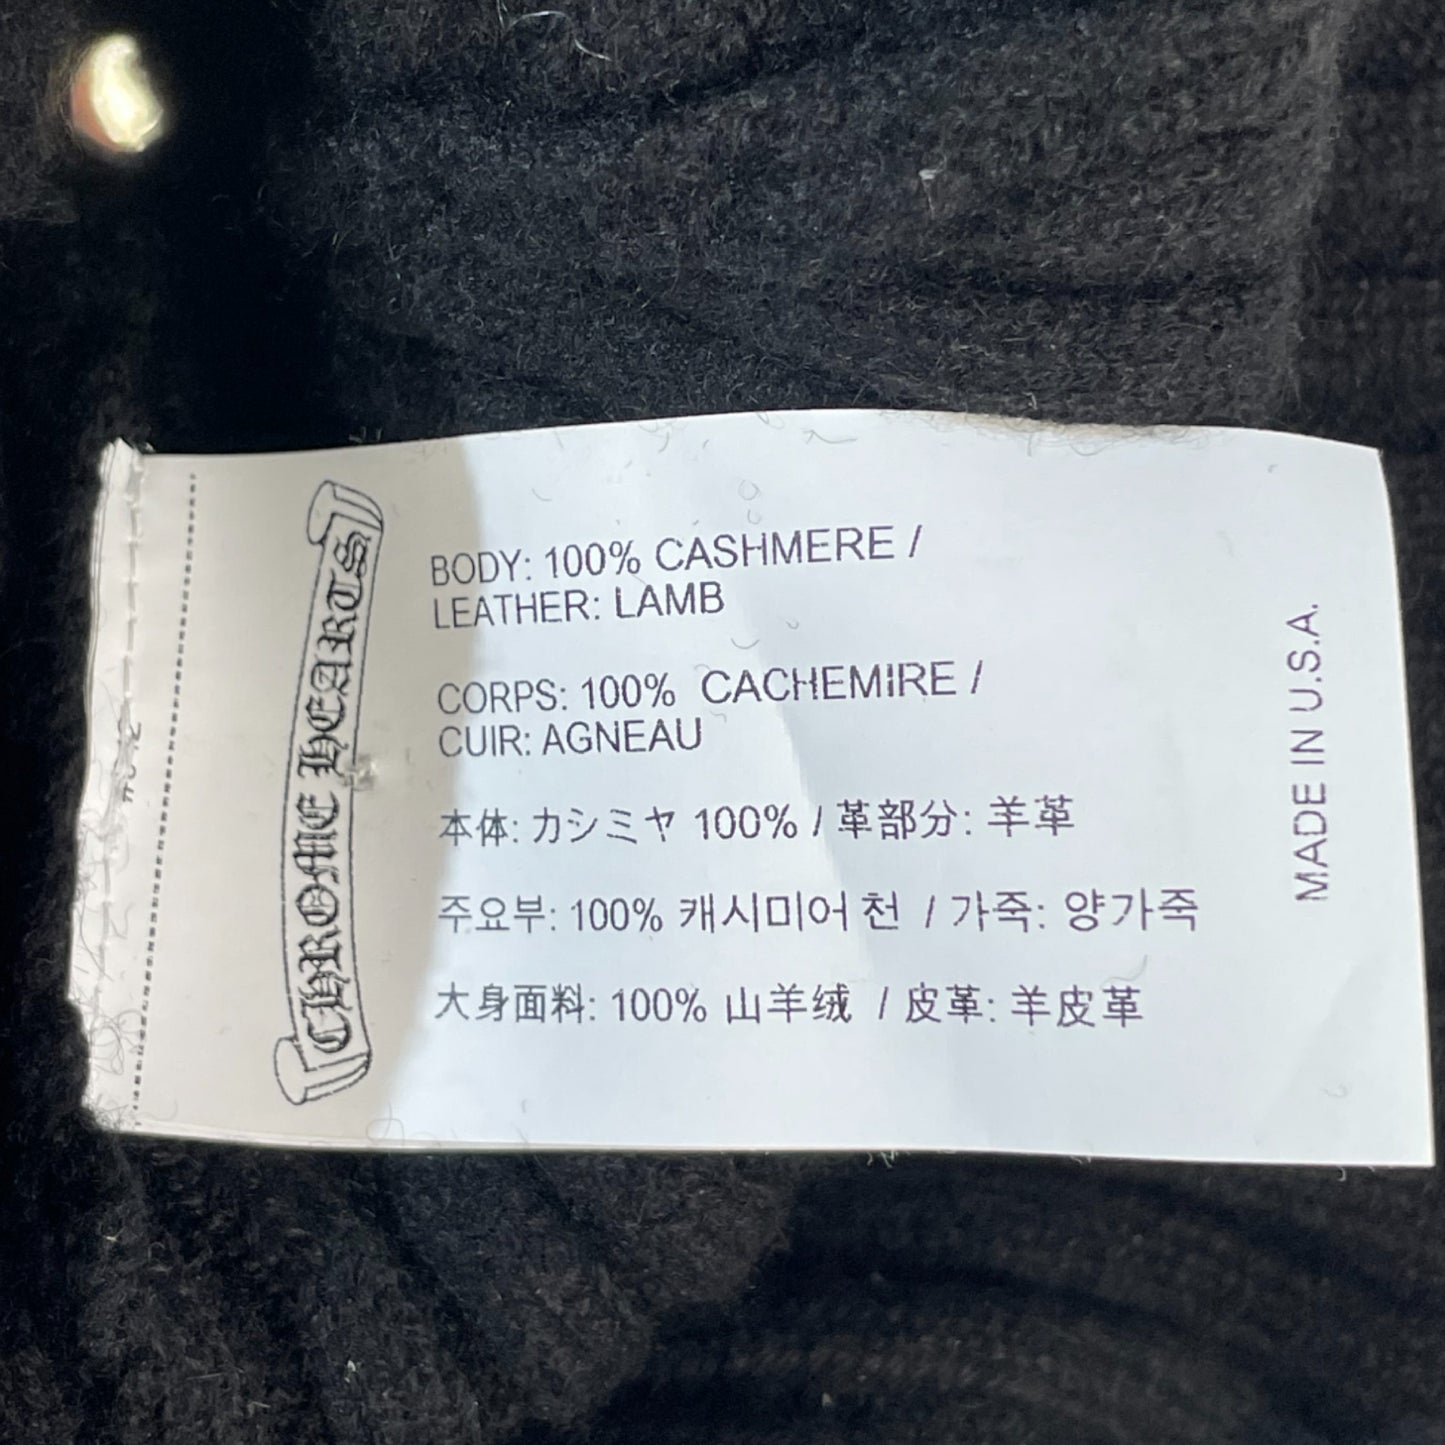 CHROME HEARTS
BODY: 100% CASHMERE /
LEATHER: LAMB
CORPS: 100% CACHEMIRE /
CUIR: AGNEAU
本体: カシミヤ 100% / 革部分: 羊革
주요부: 100% 캐시미어 천 / 가죽: 양가죽
大身面料: 100% 山羊绒 / 皮革: 羊皮革
MADE IN U.S.A.